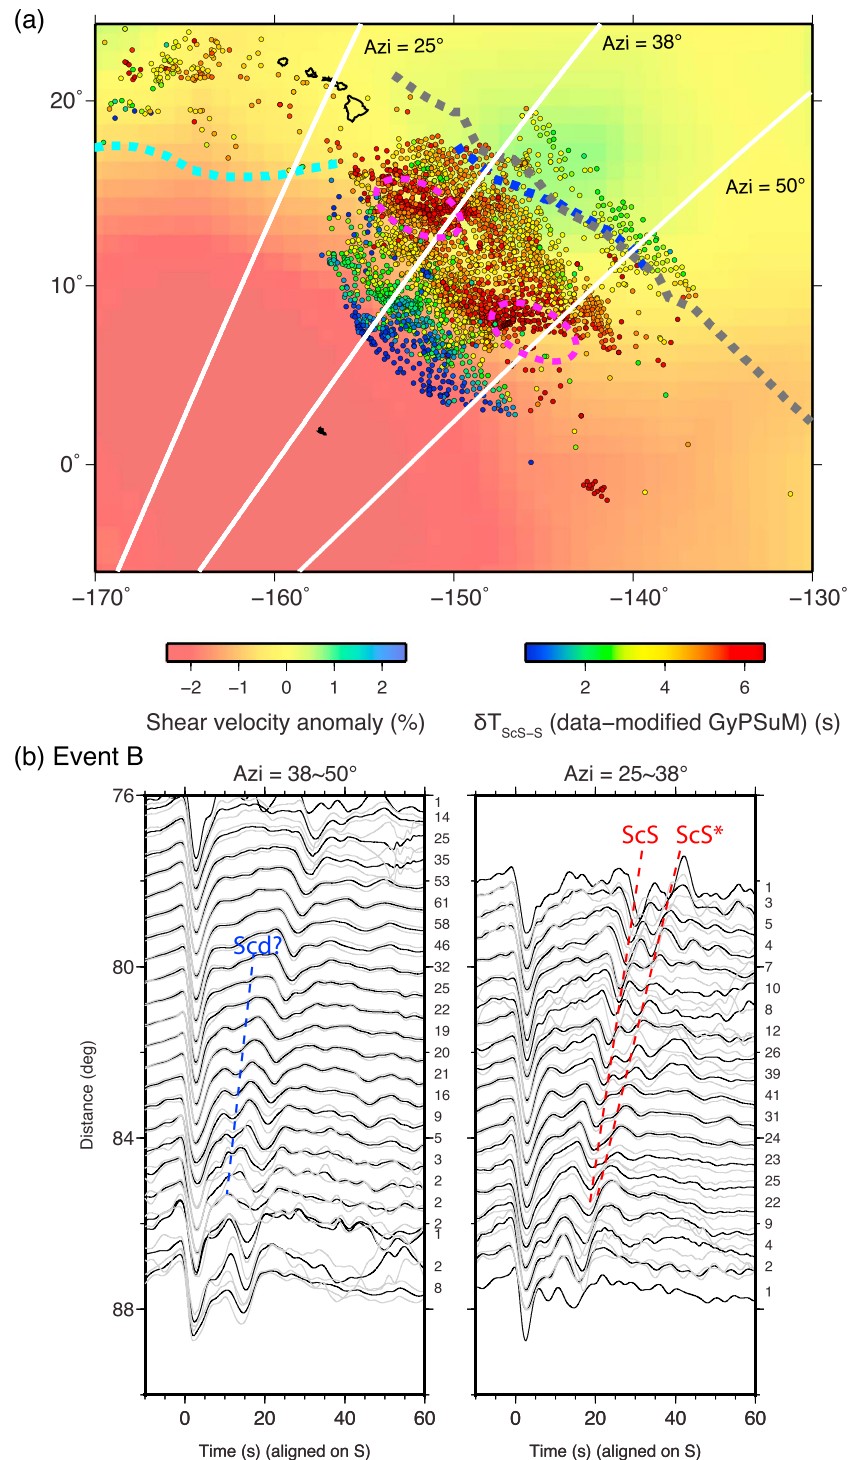 (a)
Azi = 25°
Azi = 38°
Azi = 50°
20°
10°
0°
−170° −160° −150° −140° −130°
−2 −1 0 1 2
2 4 6
Shear velocity anomaly (%)
δT ScS−S (data−modified GyPSuM) (s)
(b) Event B
Azi = 38~50°
Azi = 25~38°
76
80
84
88
Distance (deg)
Scd?
1
14
25
35
53
61
58
46
32
25
22
19
20
21
16
9
5
3
2
2
2
1
2
8
ScS ScS*
1
3
5
4
7
10
8
12
26
39
41
31
24
23
25
22
9
4
2
1
0 20 40 60
0 20 40 60
Time (s) (aligned on S)
Time (s) (aligned on S)